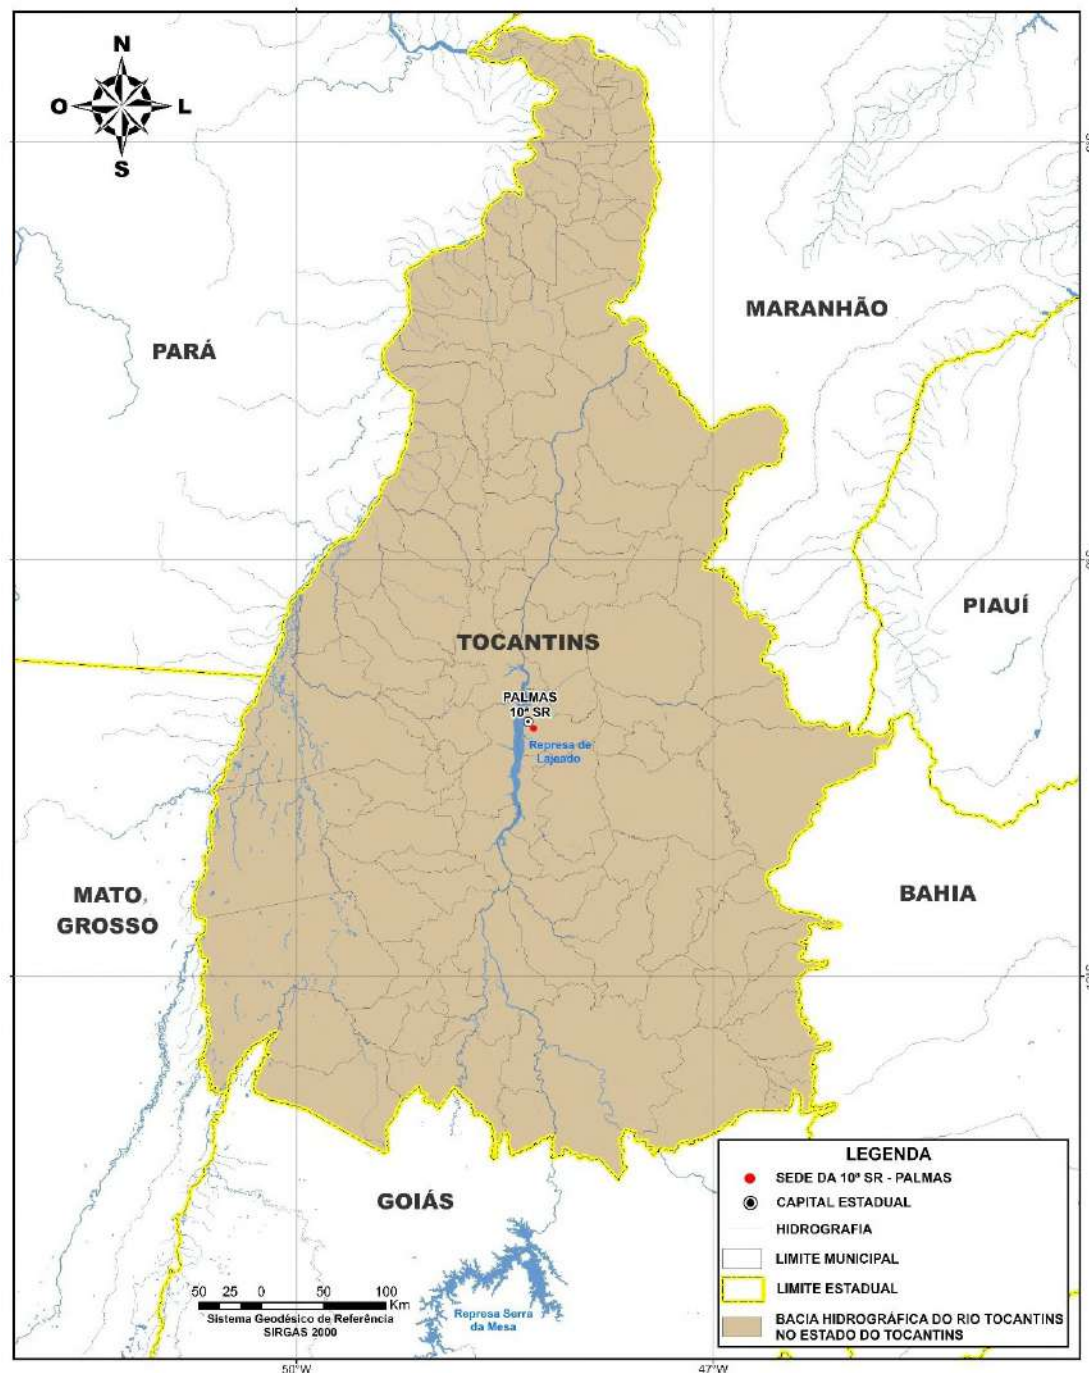 N
O
L
S
MARANHÃO
PARÁ
PIAUÍ
TOCANTINS
PALMAS
10ª SR
Represa de
Lajeado
MATO
GROSSO
BAHIA
GOIÁS
Represa Serra
da Mesa
50 25 0 50 100
Km
Sistema Geodésico de Referência
SIRGAS 2000
LEGENDA
SEDE DA 10ª SR - PALMAS
CAPITAL ESTADUAL
HIDROGRAFIA
LIMITE MUNICIPAL
LIMITE ESTADUAL
BACIA HIDROGRÁFICA DO RIO TOCANTINS
NO ESTADO DO TOCANTINS
50°W
47°W